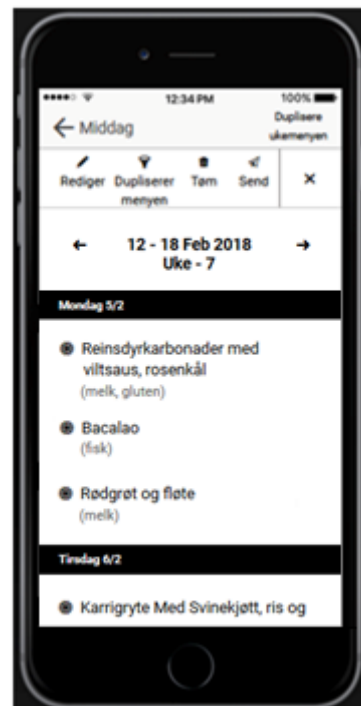 12:34 PM 100%
Middag
Duplisere
ukemenyen
Rediger Dupliserer Tøm Send
menyen
12 - 18 Feb 2018
Uke - 7
Mondag 5/2
Reinsdyrkarbonader med
viltsaus, rosenkål
(melk, gluten)
Bacalao
(fisk)
Rødgrøt og fløte
(melk)
Tirsdag 6/2
Karrigryte Med Svinekjøtt, ris og